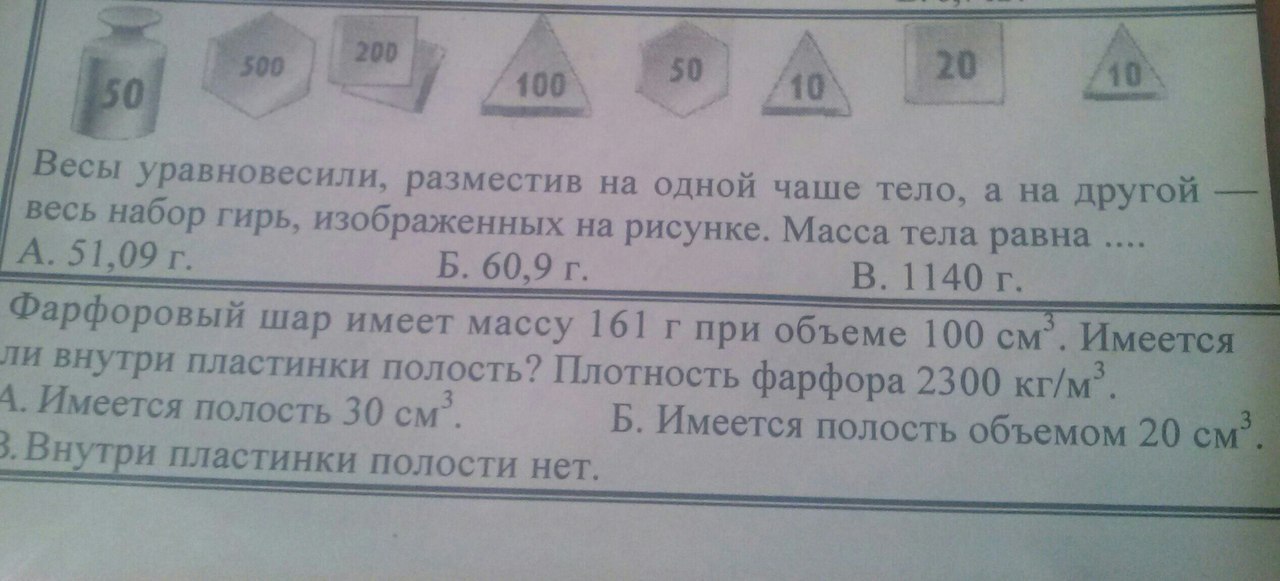 50 500 200 100 50 10 20 10
Весы уравновесили, разместив на одной чаше тело, а на другой —
весь набор гирь, изображенных на рисунке. Масса тела равна ....
А. 51,09 г. Б. 60,9 г. В. 1140 г.
Фарфоровый шар имеет массу 161 г при объеме 100 см³. Имеется
ли внутри пластинки полость? Плотность фарфора 2300 кг/м³.
А. Имеется полость 30 см³. Б. Имеется полость объемом 20 см³.
В. Внутри пластинки полости нет.